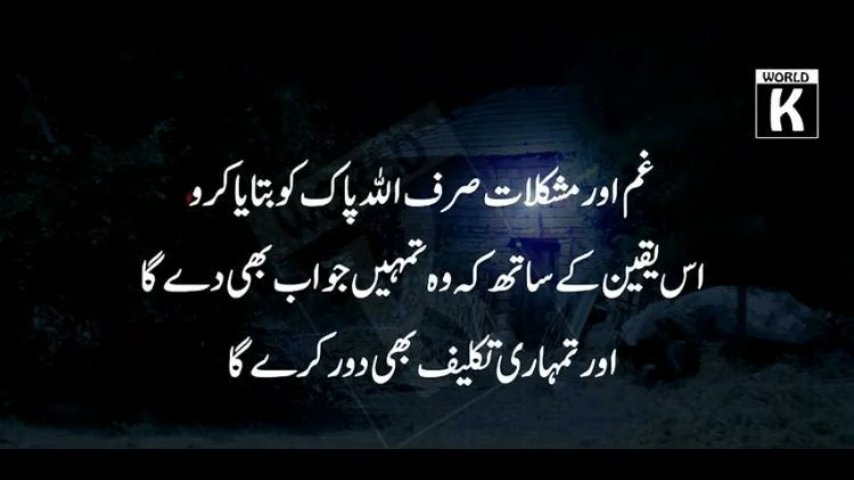 WORLD
K
غم اور مشکلات صرف اللہ پاک کو بتایا کرو
اس یقین کے ساتھ کہ وہ تمہیں جواب بھی دے گا
اور تمہاری تکلیف بھی دور کرے گا